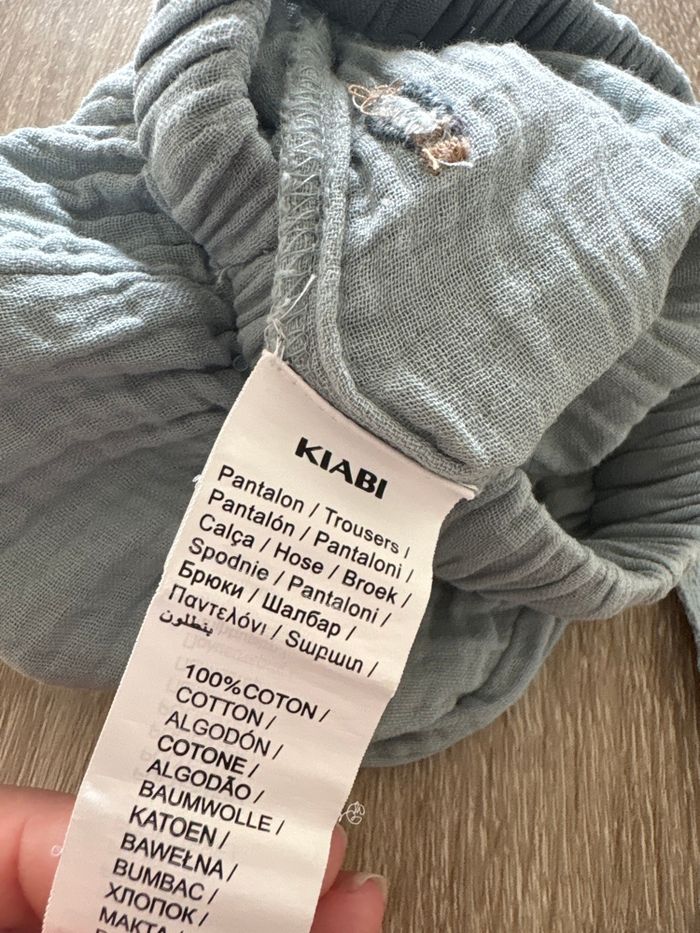 KIABI
Pantalon / Trousers /
Pantalón / Pantaloni /
Calça / Hose / Broek /
Spodnie / Pantaloni /
Брюки / Шалбар /
Παντελόνι / Տաբատ /
بنطلون
100%COTON /
COTTON /
ALGODÓN /
COTONE /
ALGODÃO /
BAUMWOLLE /
KATOEN /
BAWEŁNA /
BUMBAC /
ХЛОПОК /
МАКТА